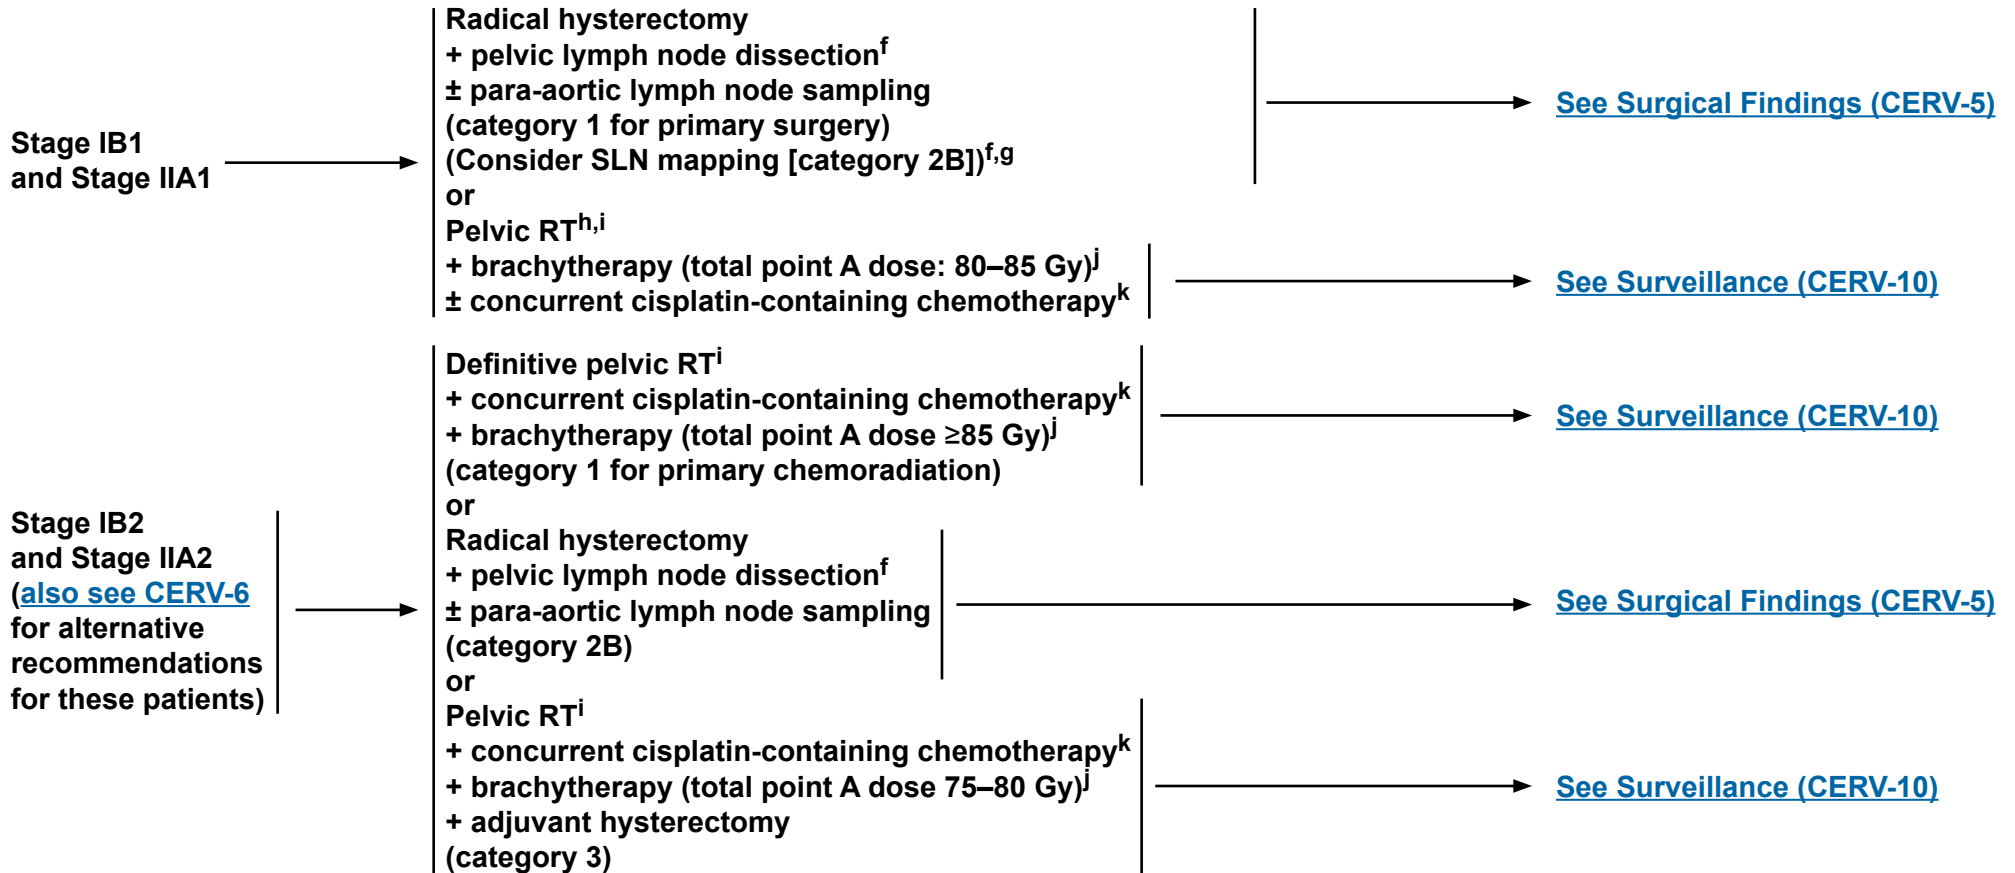 Stage IB1
and Stage IIA1
Radical hysterectomy
+ pelvic lymph node dissectionf
± para-aortic lymph node sampling
(category 1 for primary surgery)
(Consider SLN mapping [category 2B])f,g
or
Pelvic RTh,i
+ brachytherapy (total point A dose: 80–85 Gy)j
± concurrent cisplatin-containing chemotherapyk
See Surgical Findings (CERV-5)
See Surveillance (CERV-10)
Stage IB2
and Stage IIA2
(also see CERV-6
for alternative
recommendations
for these patients)
Definitive pelvic RTi
+ concurrent cisplatin-containing chemotherapyk
+ brachytherapy (total point A dose ≥85 Gy)j
(category 1 for primary chemoradiation)
or
Radical hysterectomy
+ pelvic lymph node dissectionf
± para-aortic lymph node sampling
(category 2B)
or
Pelvic RTi
+ concurrent cisplatin-containing chemotherapyk
+ brachytherapy (total point A dose 75–80 Gy)j
+ adjuvant hysterectomy
(category 3)
See Surveillance (CERV-10)
See Surgical Findings (CERV-5)
See Surveillance (CERV-10)